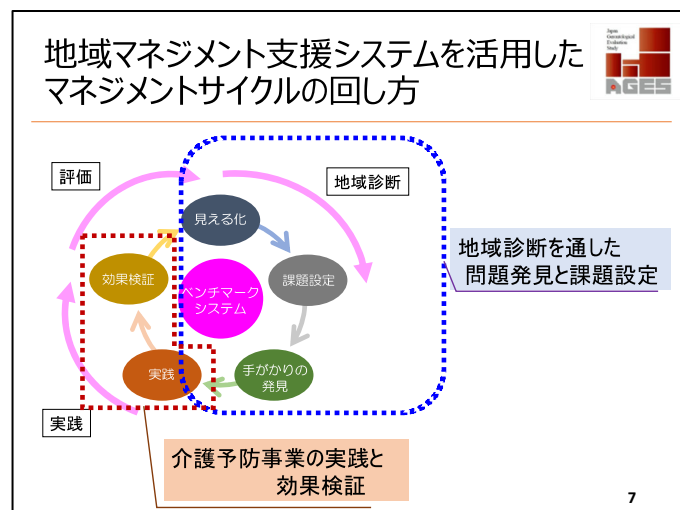 地域マネジメント支援システムを活用した
マネジメントサイクルの回し方
Japan
Gerontological
Evaluation
Study
AGES
評価
地域診断
見える化
効果検証
ベンチマーク
システム
課題設定
実践
手がかりの
発見
実践
地域診断を通した
問題発見と課題設定
介護予防事業の実践と
効果検証
7